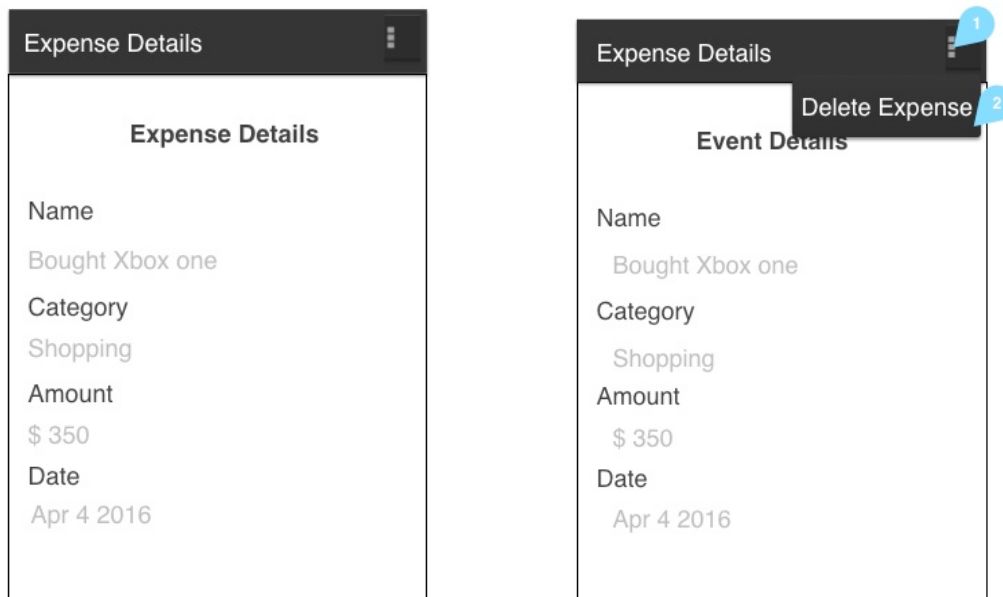 Expense Details
Expense Details
Name
Bought Xbox one
Category
Shopping
Amount
$ 350
Date
Apr 4 2016
1
Expense Details
Delete Expense
2
Event Details
Name
Bought Xbox one
Category
Shopping
Amount
$ 350
Date
Apr 4 2016